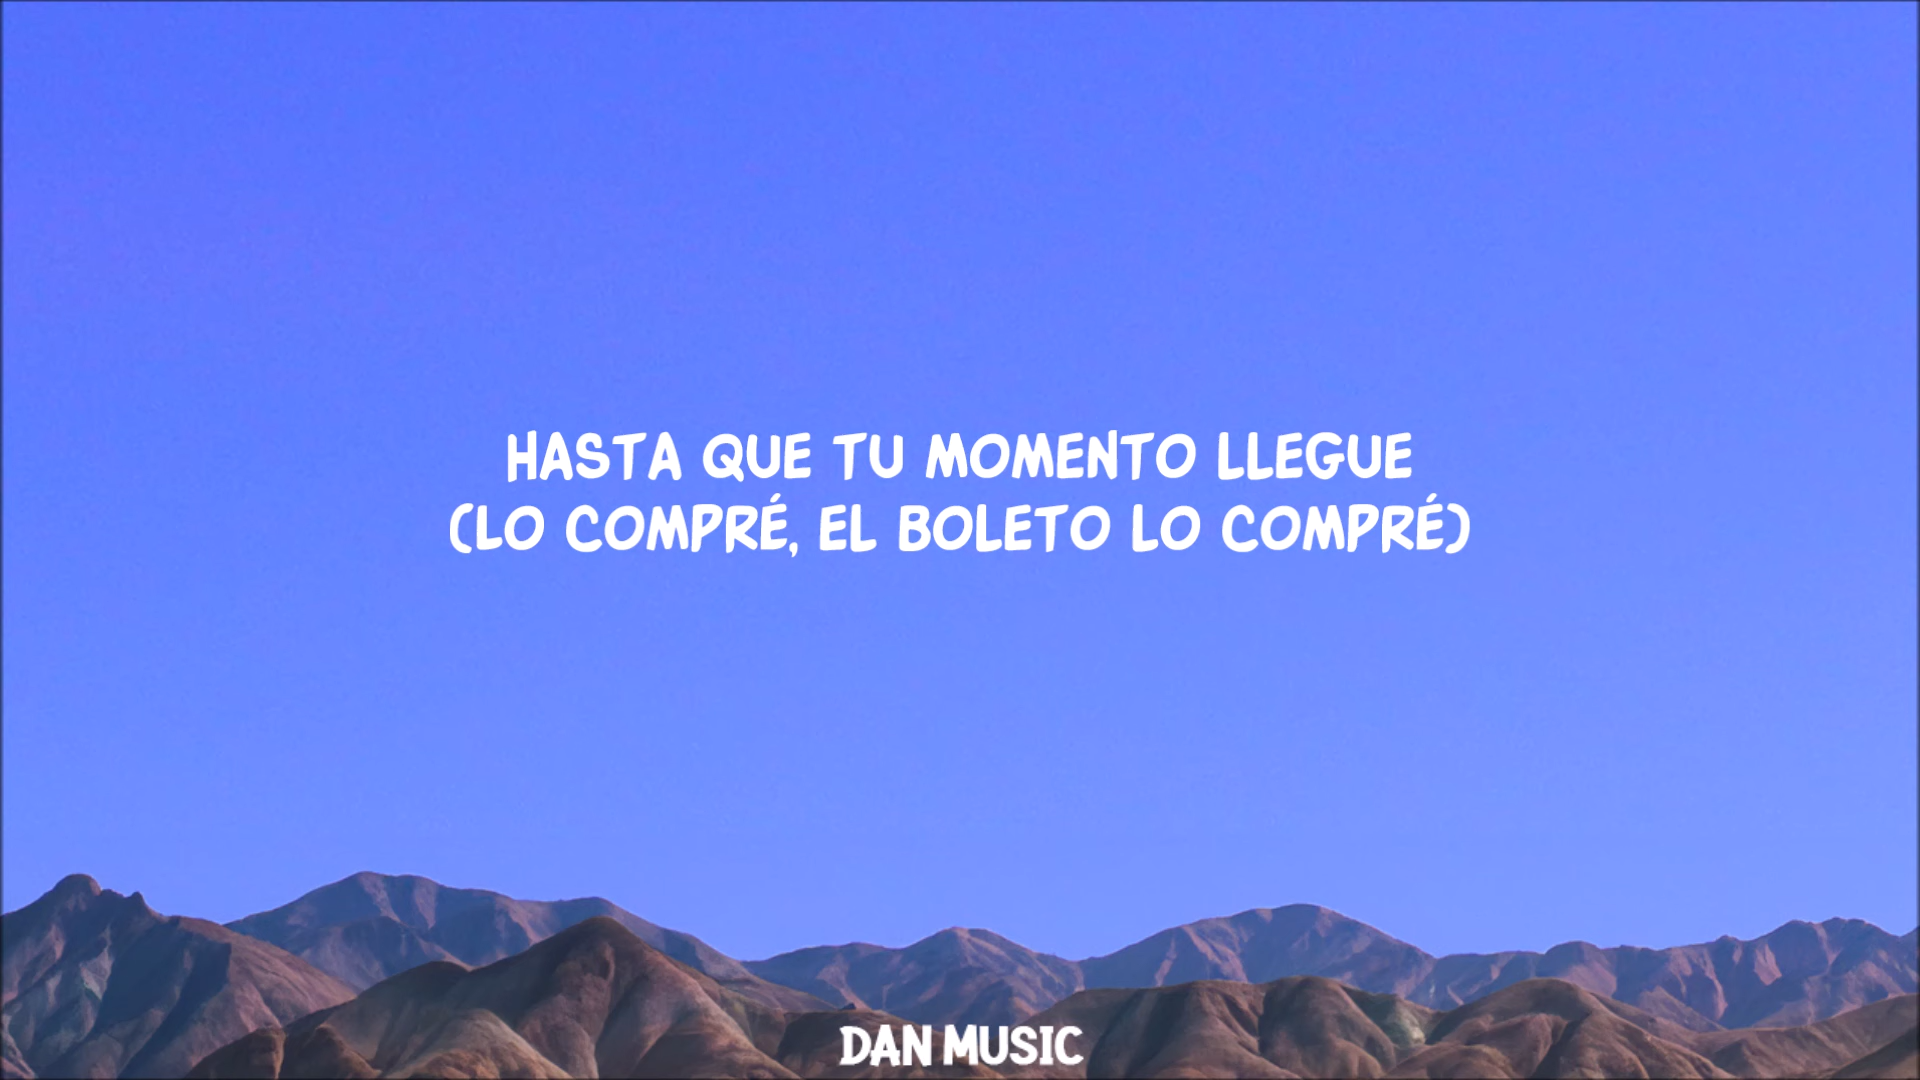 HASTA QUE TU MOMENTO LLEGUE
(LO COMPRÉ, EL BOLETO LO COMPRÉ)
DAN MUSIC